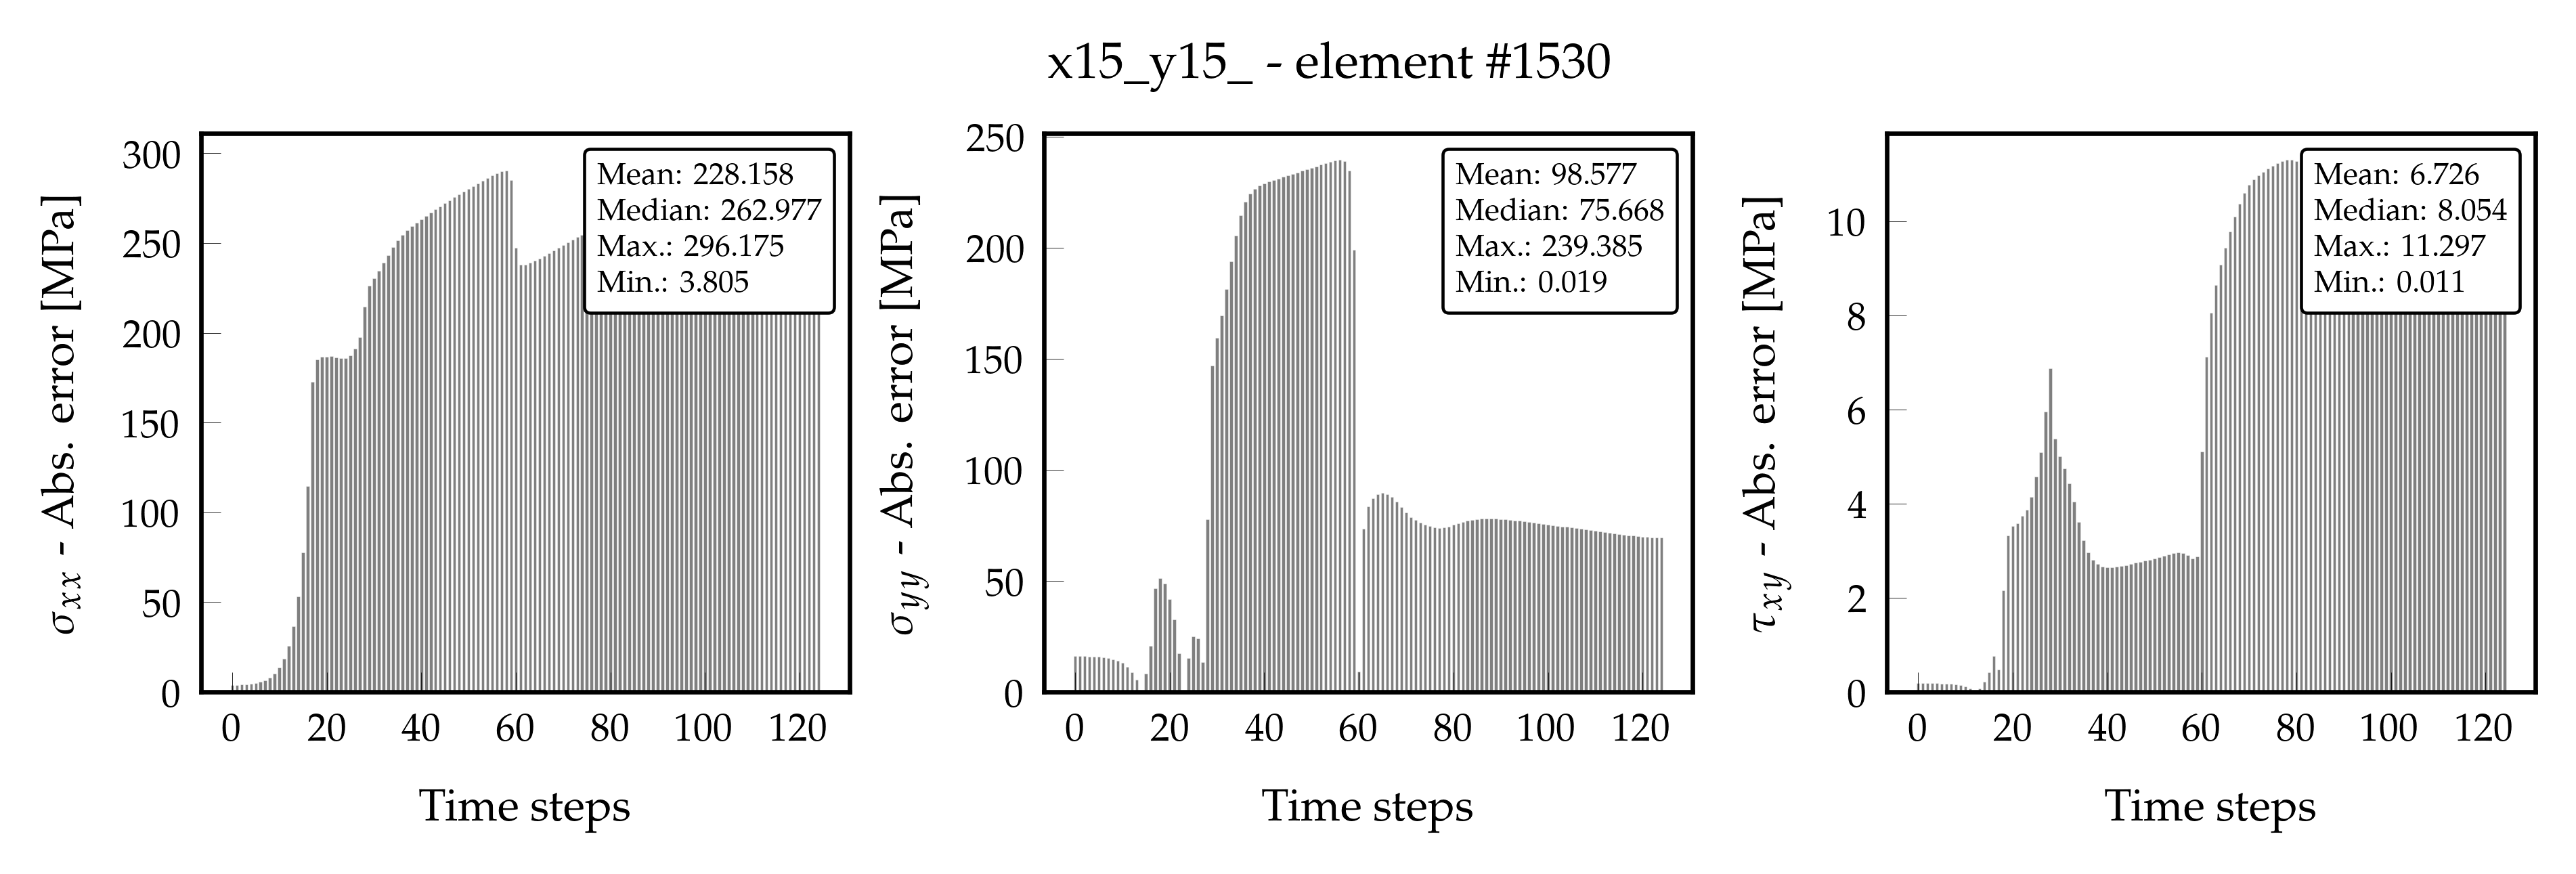 x15_y15_ - element #1530
σxx - Abs. error [MPa]
300
250
200
150
100
50
0
0 20 40 60 80 100 120
Time steps
Mean: 228.158
Median: 262.977
Max.: 296.175
Min.: 3.805
σyy - Abs. error [MPa]
250
200
150
100
50
0
0 20 40 60 80 100 120
Time steps
Mean: 98.577
Median: 75.668
Max.: 239.385
Min.: 0.019
τxy - Abs. error [MPa]
10
8
6
4
2
0
0 20 40 60 80 100 120
Time steps
Mean: 6.726
Median: 8.054
Max.: 11.297
Min.: 0.011